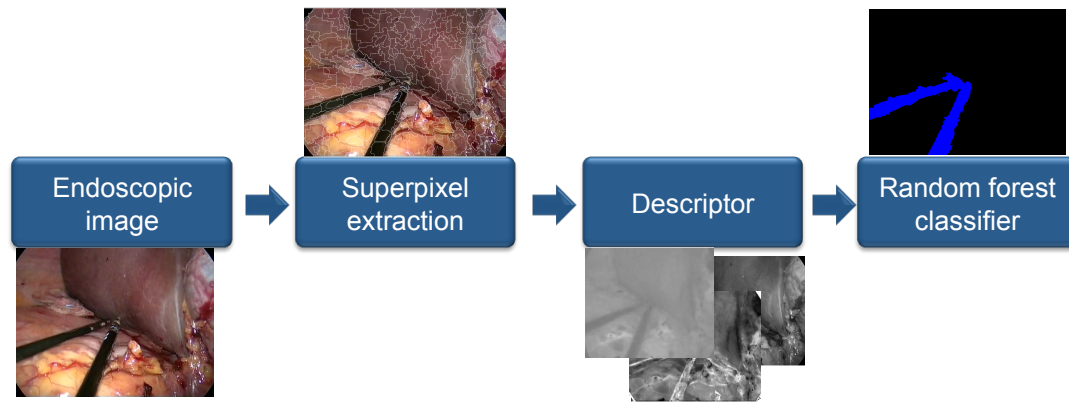 Endoscopic
image
Superpixel
extraction
Descriptor
Random forest
classifier